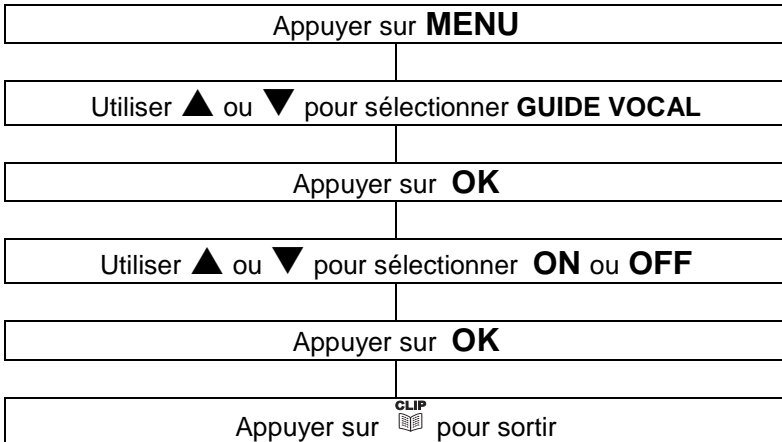 Appuyer sur MENU
Utiliser ▲ ou ▼ pour sélectionner GUIDE VOCAL
Appuyer sur OK
Utiliser ▲ ou ▼ pour sélectionner ON ou OFF
Appuyer sur OK
Appuyer sur CLIP pour sortir